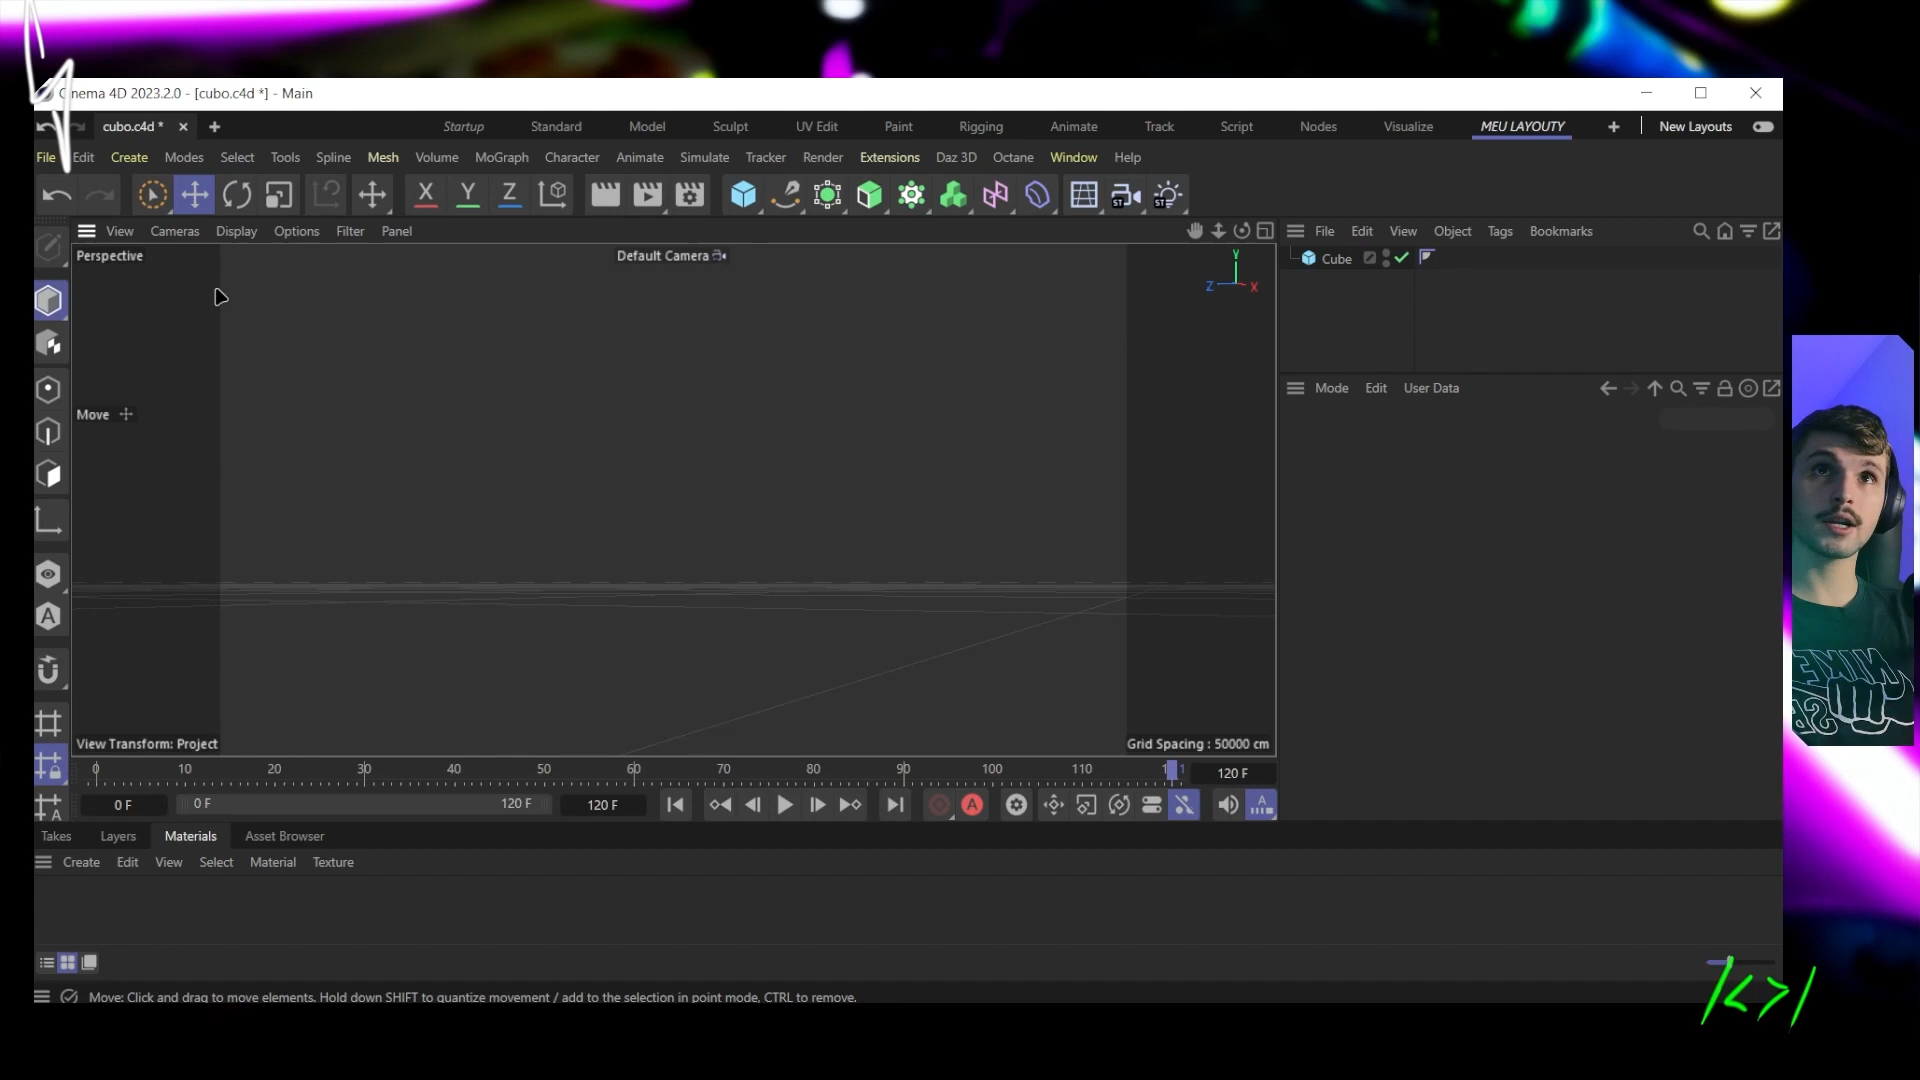 Cinema 4D 2023.2.0 - [cubo.c4d *] - Main
cubo.c4d *
Startup Standard Model Sculpt UV Edit Paint Rigging Animate Track Script Nodes Visualize MEU LAYOUTY New Layouts
File Edit Create Modes Select Tools Spline Mesh Volume MoGraph Character Animate Simulate Tracker Render Extensions Daz 3D Octane Window Help
X Y Z ST ST
View Cameras Display Options Filter Panel
File Edit View Object Tags Bookmarks
Perspective
Default Camera
Y
Z X
Cube
Mode Edit User Data
Move
View Transform: Project
Grid Spacing : 50000 cm
0 10 20 30 40 50 60 70 80 90 100 110
120 F
0 F
0 F
120 F
120 F
Takes Layers Materials Asset Browser
Create Edit View Select Material Texture
Move: Click and drag to move elements. Hold down SHIFT to quantize movement / add to the selection in point mode, CTRL to remove.